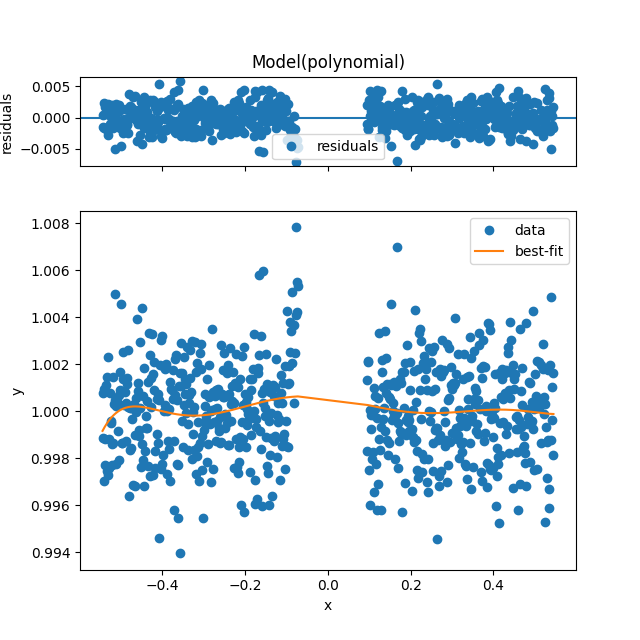 Model(polynomial)
residuals
0.005
0.000
−0.005
residuals
y
1.008
1.006
1.004
1.002
1.000
0.998
0.996
0.994
data
best-fit
−0.4 −0.2 0.0 0.2 0.4
x